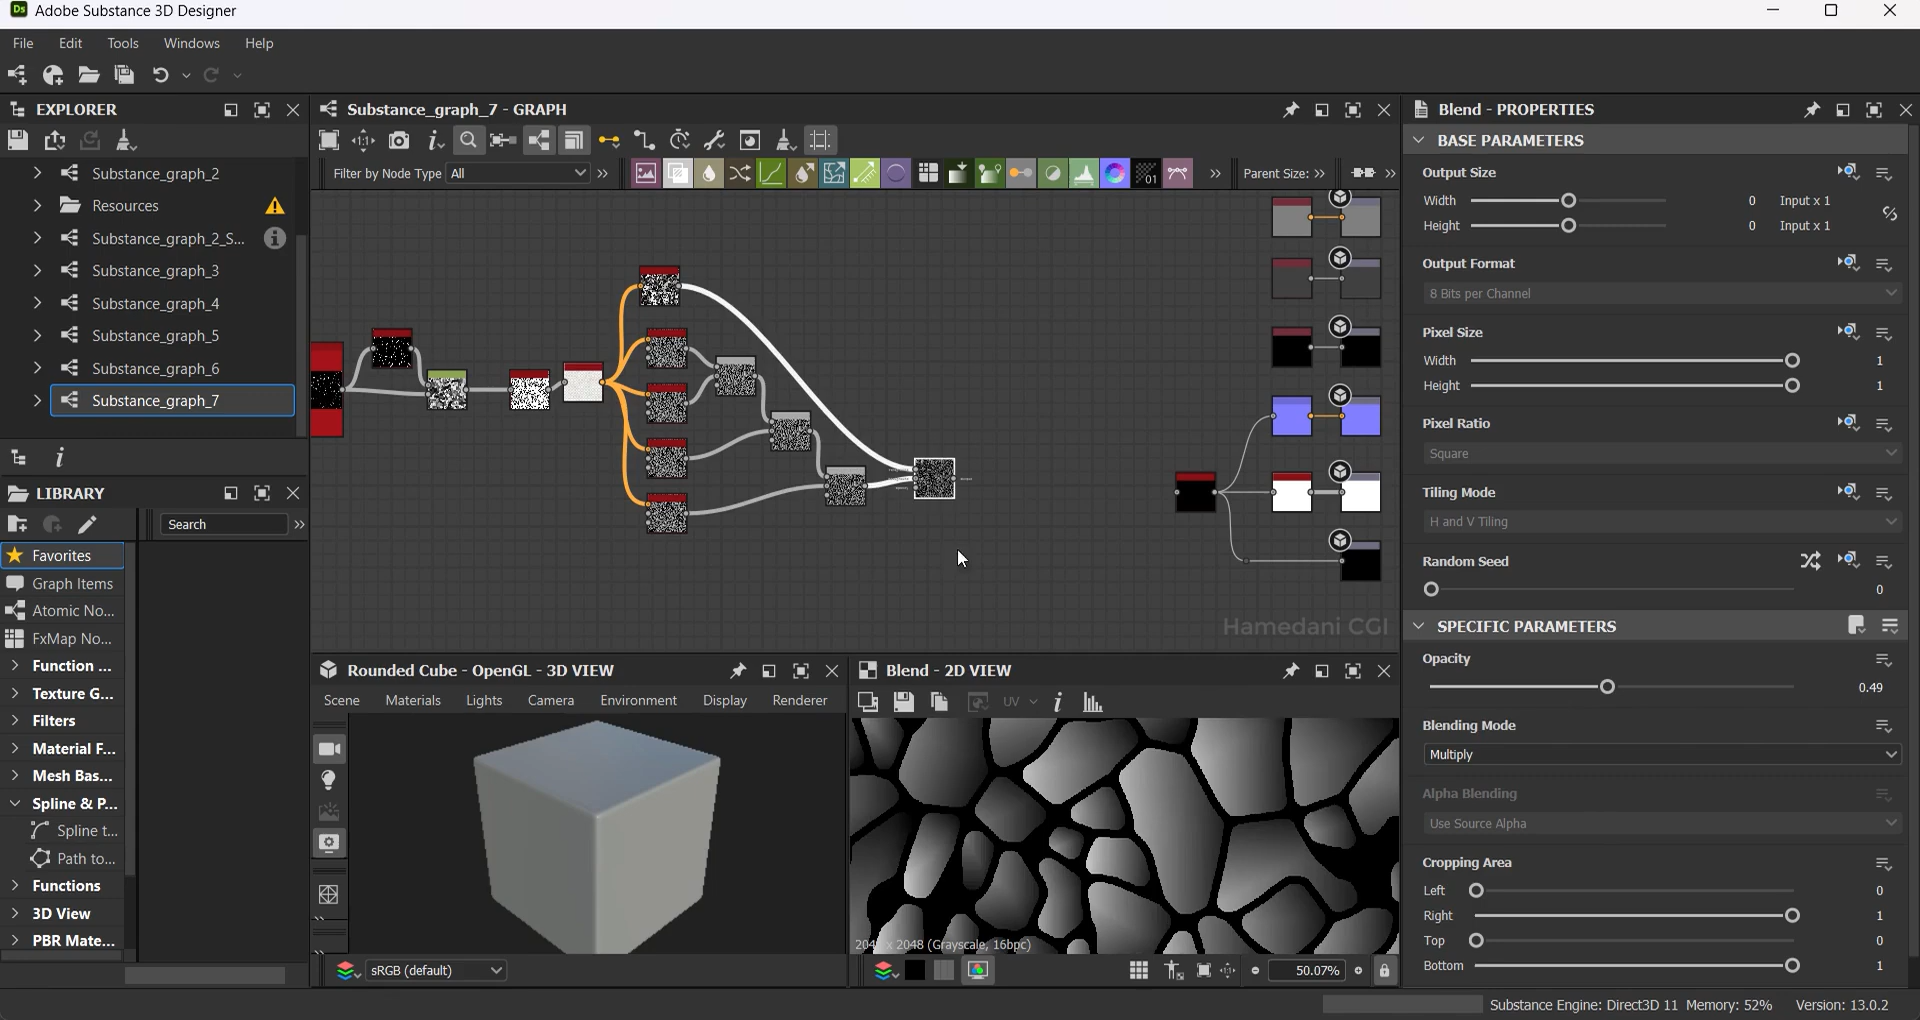 Ds Adobe Substance 3D Designer
File Edit Tools Windows Help
EXPLORER
Substance_graph_2
Resources
Substance_graph_2_S...
Substance_graph_3
Substance_graph_4
Substance_graph_5
Substance_graph_6
Substance_graph_7
LIBRARY
Search
Favorites
Graph Items
Atomic No...
FxMap No...
Function ...
Texture G...
Filters
Material F...
Mesh Bas...
Spline & P...
Spline t...
Path to...
Functions
3D View
PBR Mate...
Substance_graph_7 - GRAPH
Filter by Node Type All
01
Parent Size:
Hamedani CGI
Rounded Cube - OpenGL - 3D VIEW
Scene Materials Lights Camera Environment Display Renderer
sRGB (default)
Blend - 2D VIEW
UV
2048 x 2048 (Grayscale, 16bpc)
50.07%
Blend - PROPERTIES
BASE PARAMETERS
Output Size
Width 0 Input x 1
Height 0 Input x 1
Output Format
8 Bits per Channel
Pixel Size
Width 1
Height 1
Pixel Ratio
Square
Tiling Mode
H and V Tiling
Random Seed
0
SPECIFIC PARAMETERS
Opacity
0.49
Blending Mode
Multiply
Alpha Blending
Use Source Alpha
Cropping Area
Left 0
Right 1
Top 0
Bottom 1
Substance Engine: Direct3D 11 Memory: 52% Version: 13.0.2